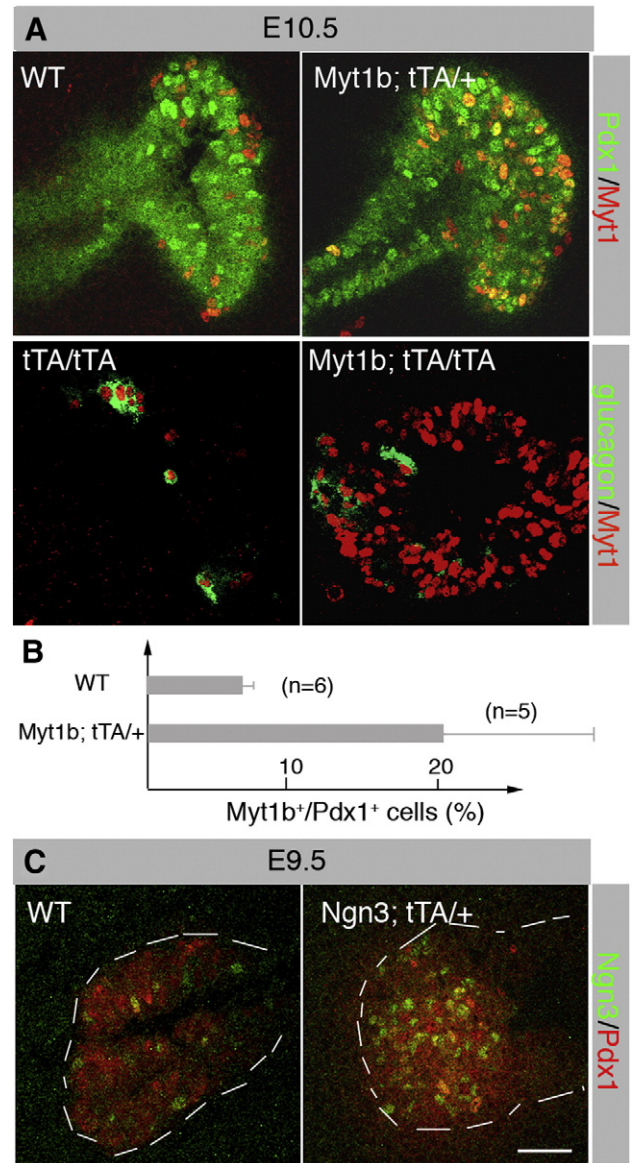 A
E10.5
WT
Myt1b; tTA/+
Pdx1/Myt1
tTA/tTA
Myt1b; tTA/tTA
glucagon/Myt1
B
WT
(n=6)
Myt1b; tTA/+
(n=5)
10
20
Myt1b⁺/Pdx1⁺ cells (%)
C
E9.5
WT
Ngn3; tTA/+
Ngn3/Pdx1